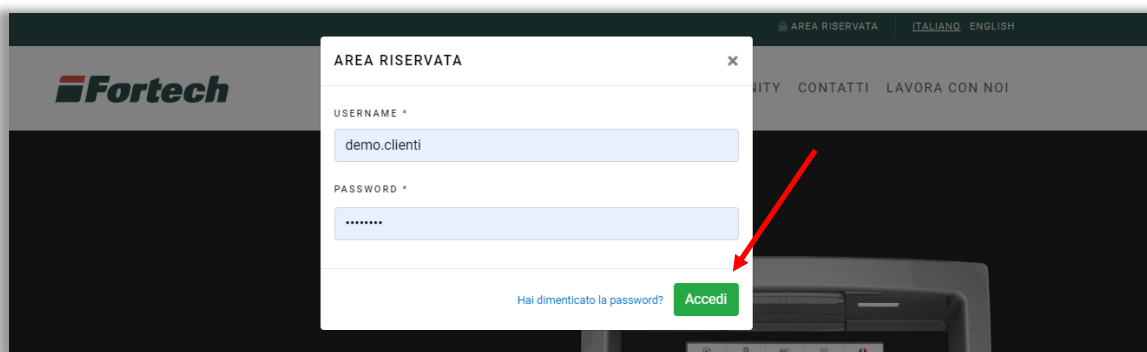 AREA RISERVATA ITALIANO ENGLISH
AREA RISERVATA ×
Fortech
NITY CONTATTI LAVORA CON NOI
USERNAME *
demo.clienti
PASSWORD *
••••••••
Hai dimenticato la password? Accedi